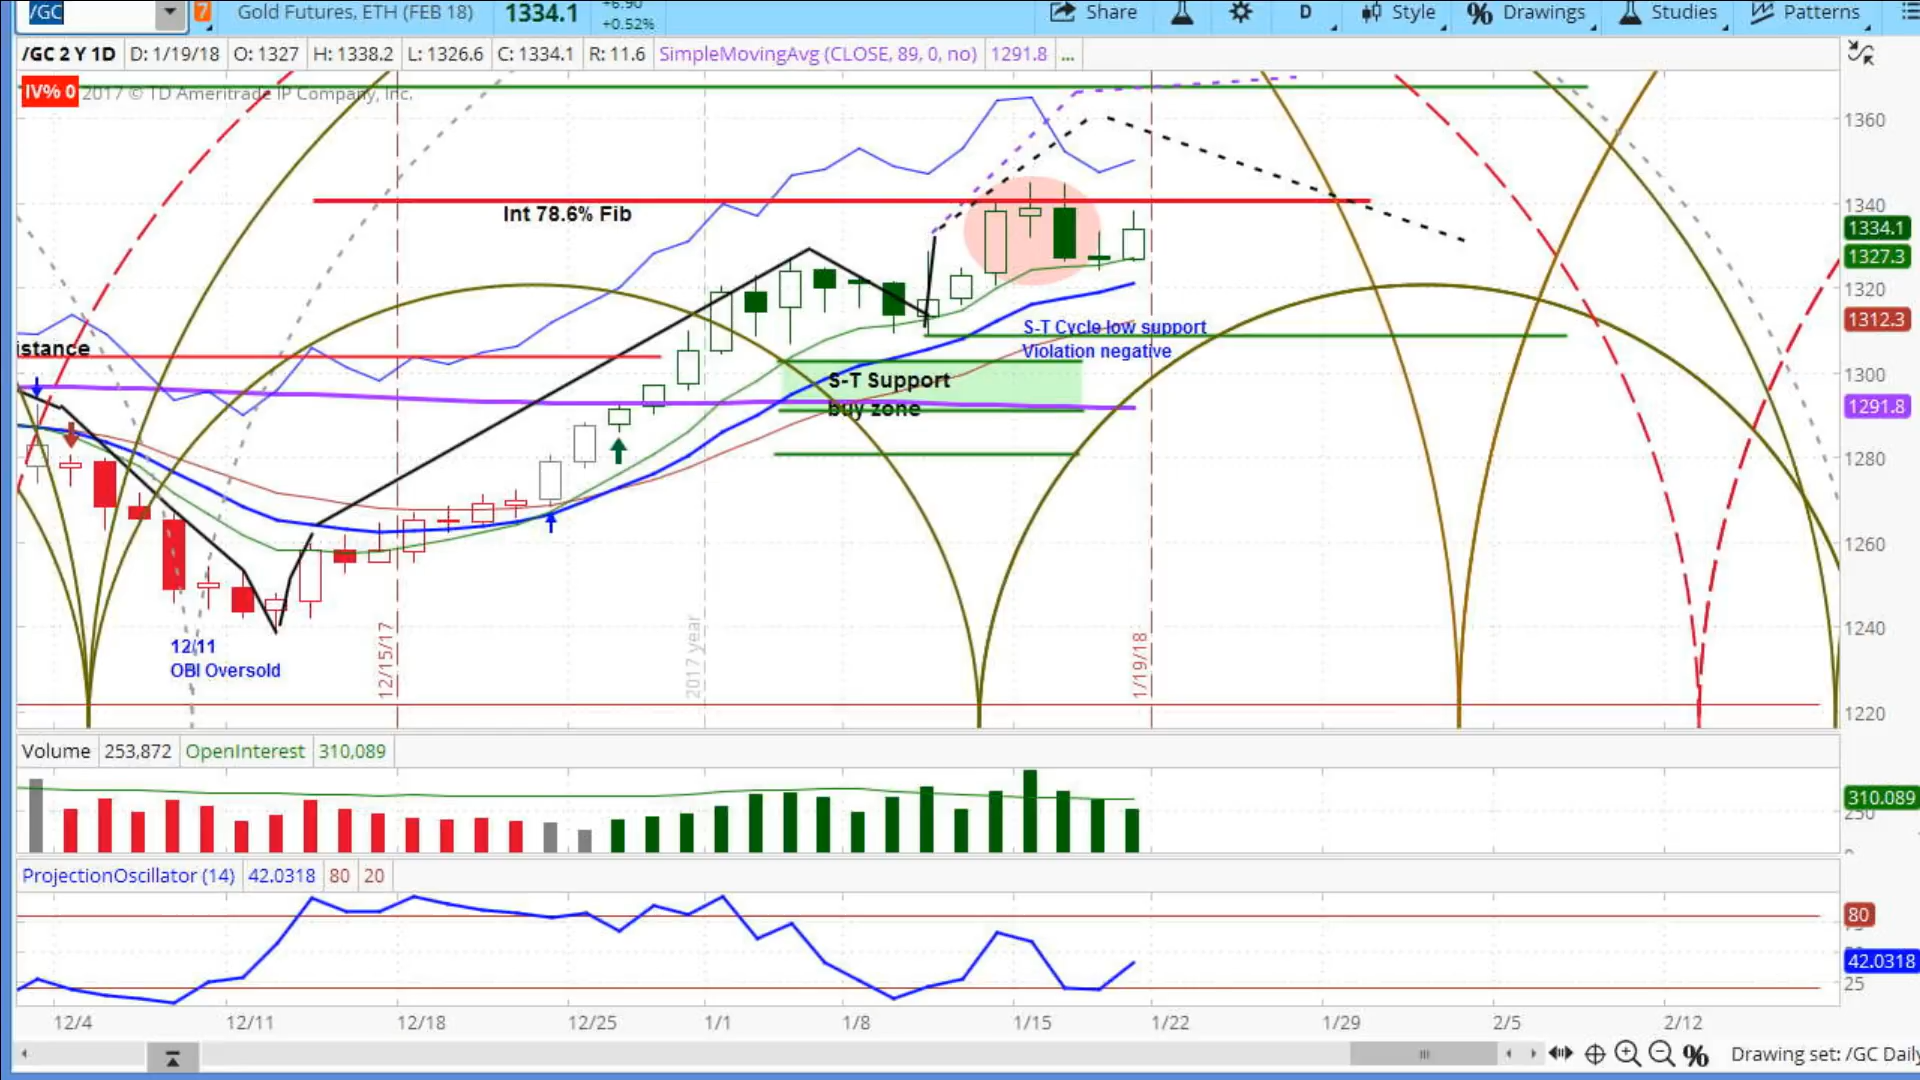 /GC 7 Gold Futures, ETH (FEB 18) 1334.1 +6.90 Share D Style Drawings Studies Patterns
+0.52%
/GC 2 Y 1D D: 1/19/18 O: 1327 H: 1338.2 L: 1326.6 C: 1334.1 R: 11.6 SimpleMovingAvg (CLOSE, 89, 0, no) 1291.8 ...
IV% 0 2017 © TD Ameritrade IP Company, Inc.
1360
1340
Int 78.6% Fib
1334.1
1327.3
1320
1312.3
S-T Cycle low support
Violation negative
istance
1300
S-T Support
buy zone
1291.8
1280
1260
1240
12/11
OBI Oversold
12/15/17
2017 year
1/19/18
1220
Volume 253,872 OpenInterest 310,089
310.089
250
0
ProjectionOscillator (14) 42.0318 80 20
80
42.0318
25
12/4 12/11 12/18 12/25 1/1 1/8 1/15 1/22 1/29 2/5 2/12
Drawing set: /GC Daily